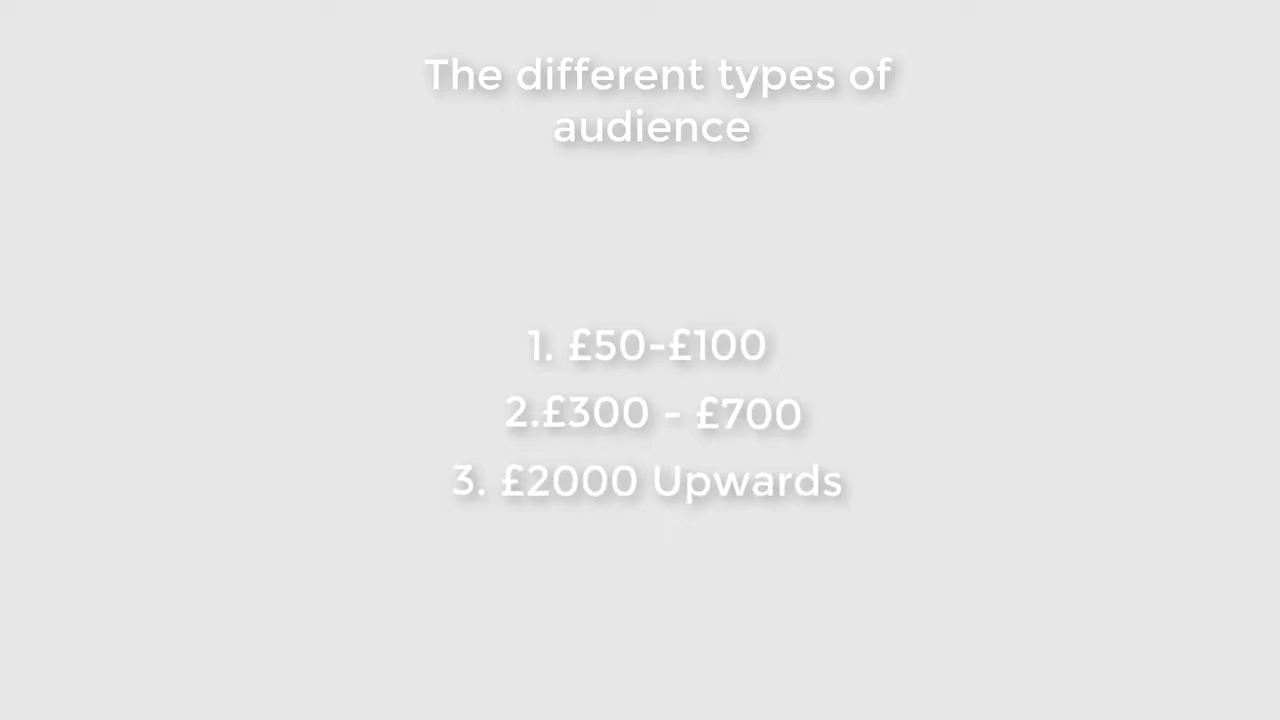 The different types of
audience
1. £50-£100
2.£300 - £700
3. £2000 Upwards